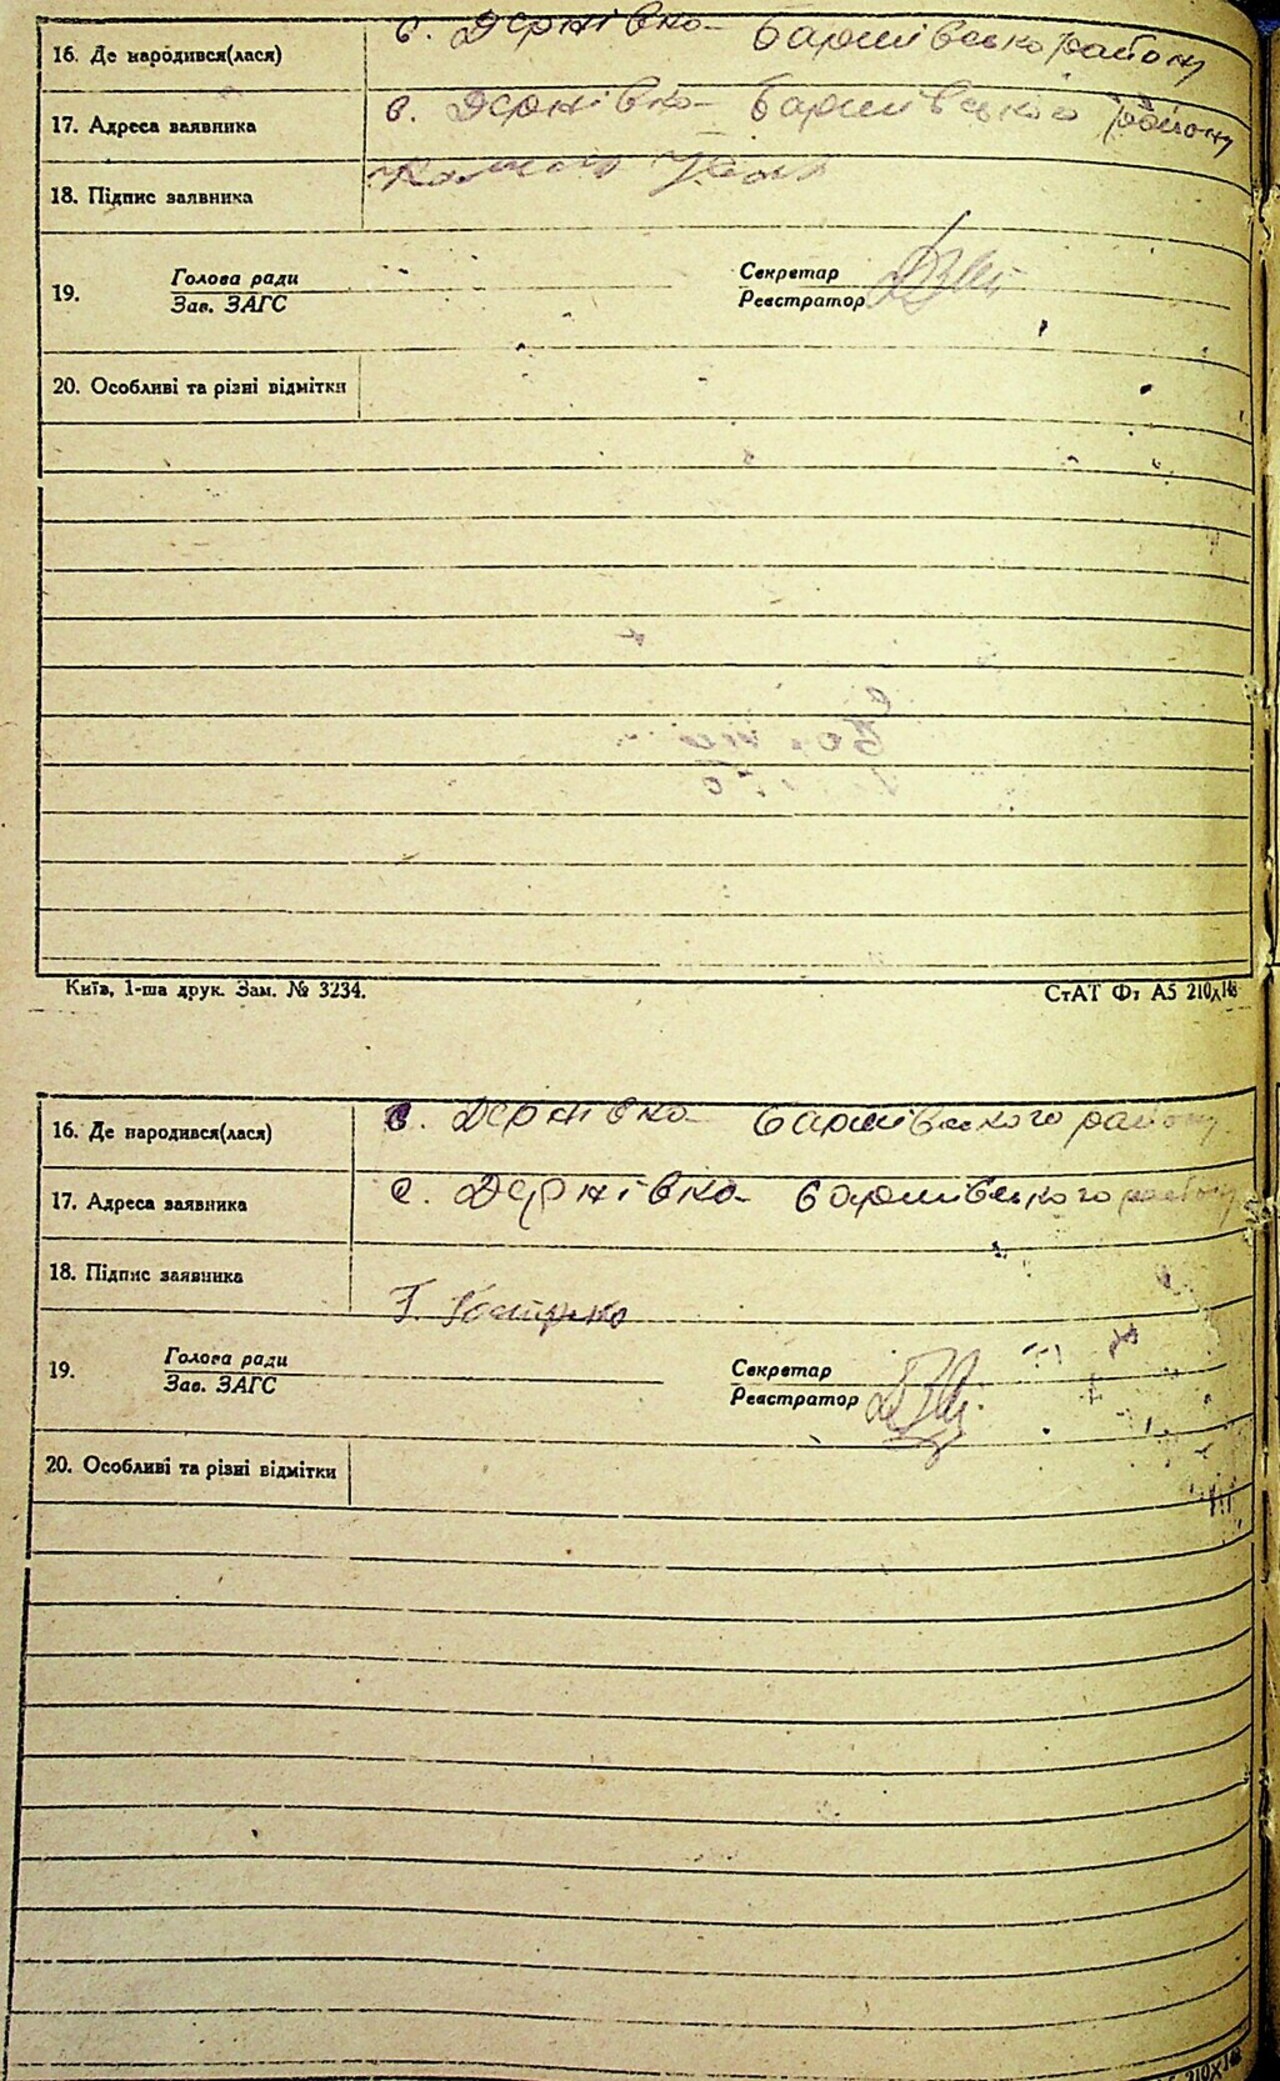 16. Де народився(лася) с. Дернівка Баришівсько району
17. Адреса заявника с. Дернівка Баришівського району
18. Підпис заявника
19. Голова ради Секретар
Зав. ЗАГС Реєстратор
20. Особливі та різні відмітки
Київ, 1-ша друк. Зам. № 3234. СтАТ Ф, А5 210х148
16. Де народився(лася) с. Дернівка Баришівського району
17. Адреса заявника с. Дернівка Баришівського району
18. Підпис заявника
Г.
19. Голова ради Секретар
Зав. ЗАГС Реєстратор
20. Особливі та різні відмітки
210х148